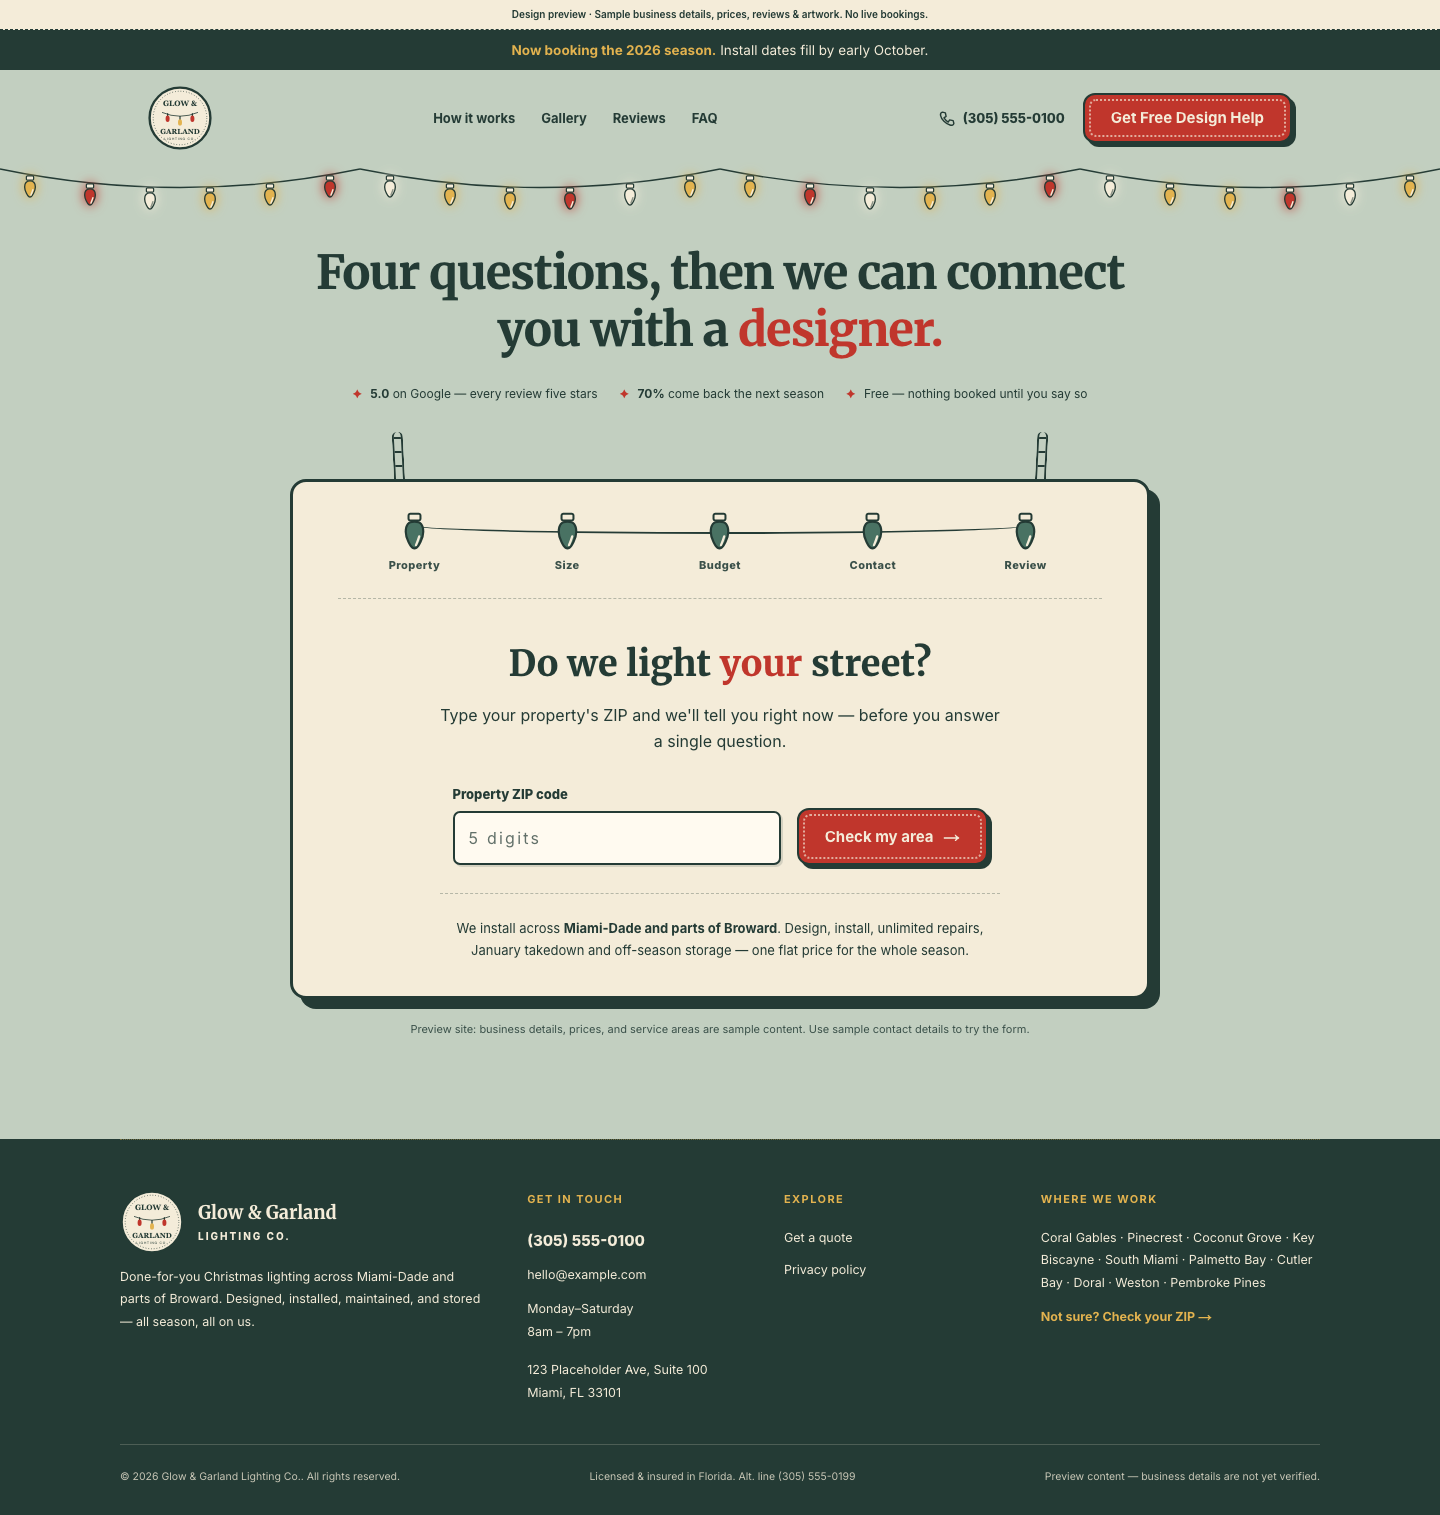 Design preview · Sample business details, prices, reviews & artwork. No live bookings.
Now booking the 2026 season. Install dates fill by early October.
GLOW &
GARLAND
LIGHTING CO.
How it works
Gallery
Reviews
FAQ
(305) 555-0100
Get Free Design Help
Four questions, then we can connect
you with a designer.
5.0 on Google — every review five stars
70% come back the next season
Free — nothing booked until you say so
Property
Size
Budget
Contact
Review
Do we light your street?
Type your property's ZIP and we'll tell you right now — before you answer
a single question.
Property ZIP code
5 digits
Check my area →
We install across Miami-Dade and parts of Broward. Design, install, unlimited repairs,
January takedown and off-season storage — one flat price for the whole season.
Preview site: business details, prices, and service areas are sample content. Use sample contact details to try the form.
GLOW &
GARLAND
LIGHTING CO.
Glow & Garland
LIGHTING CO.
Done-for-you Christmas lighting across Miami-Dade and
parts of Broward. Designed, installed, maintained, and stored
— all season, all on us.
GET IN TOUCH
(305) 555-0100
hello@example.com
Monday–Saturday
8am – 7pm
123 Placeholder Ave, Suite 100
Miami, FL 33101
EXPLORE
Get a quote
Privacy policy
WHERE WE WORK
Coral Gables · Pinecrest · Coconut Grove · Key
Biscayne · South Miami · Palmetto Bay · Cutler
Bay · Doral · Weston · Pembroke Pines
Not sure? Check your ZIP →
© 2026 Glow & Garland Lighting Co.. All rights reserved.
Licensed & insured in Florida. Alt. line (305) 555-0199
Preview content — business details are not yet verified.